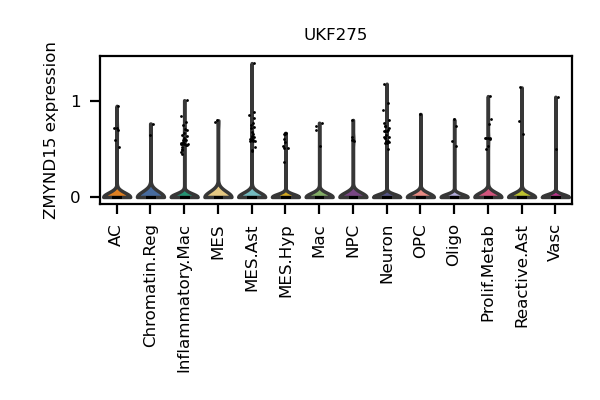 UKF275
ZMYND15 expression
1
0
AC
Chromatin.Reg
Inflammatory.Mac
MES
MES.Ast
MES.Hyp
Mac
NPC
Neuron
OPC
Oligo
Prolif.Metab
Reactive.Ast
Vasc